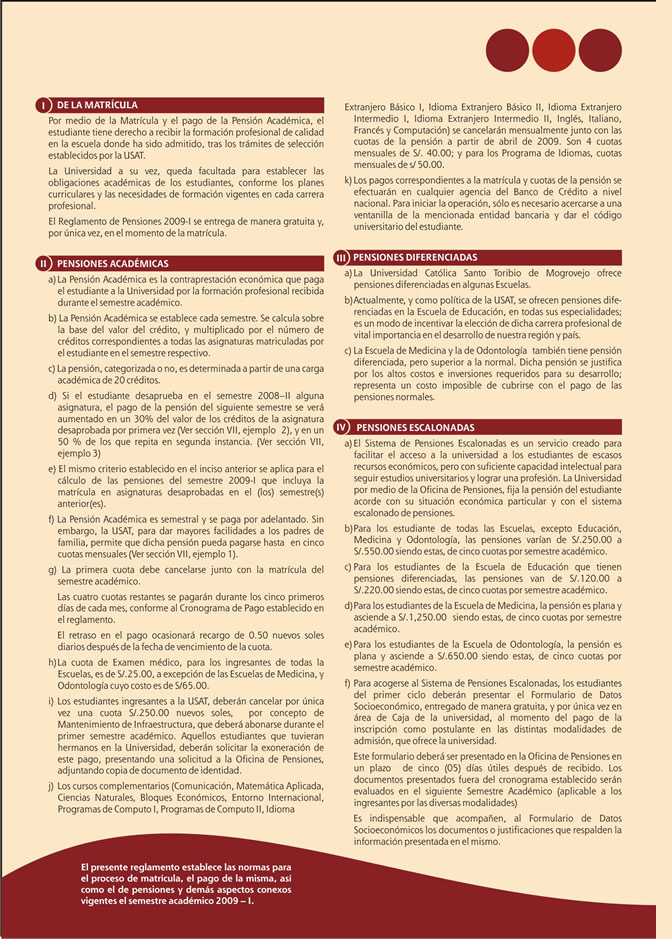 I DE LA MATRÍCULA
Por medio de la Matrícula y el pago de la Pensión Académica, el
estudiante tiene derecho a recibir la formación profesional de calidad
en la escuela donde ha sido admitido, tras los trámites de selección
establecidos por la USAT.
La Universidad a su vez, queda facultada para establecer las
obligaciones académicas de los estudiantes, conforme los planes
curriculares y las necesidades de formación vigentes en cada carrera
profesional.
El Reglamento de Pensiones 2009-I se entrega de manera gratuita y,
por única vez, en el momento de la matrícula.
II PENSIONES ACADÉMICAS
a) La Pensión Académica es la contraprestación económica que paga
el estudiante a la Universidad por la formación profesional recibida
durante el semestre académico.
b) La Pensión Académica se establece cada semestre. Se calcula sobre
la base del valor del crédito, y multiplicado por el número de
créditos correspondientes a todas las asignaturas matriculadas por
el estudiante en el semestre respectivo.
c) La pensión, categorizada o no, es determinada a partir de una carga
académica de 20 créditos.
d) Si el estudiante desaprueba en el semestre 2008–II alguna
asignatura, el pago de la pensión del siguiente semestre se verá
aumentado en un 30% del valor de los créditos de la asignatura
desaprobada por primera vez (Ver sección VII, ejemplo 2), y en un
50 % de los que repita en segunda instancia. (Ver sección VII,
ejemplo 3)
e) El mismo criterio establecido en el inciso anterior se aplica para el
cálculo de las pensiones del semestre 2009-I que incluya la
matrícula en asignaturas desaprobadas en el (los) semestre(s)
anterior(es).
f) La Pensión Académica es semestral y se paga por adelantado. Sin
embargo, la USAT, para dar mayores facilidades a los padres de
familia, permite que dicha pensión pueda pagarse hasta en cinco
cuotas mensuales (Ver sección VII, ejemplo 1).
g) La primera cuota debe cancelarse junto con la matrícula del
semestre académico.
Las cuatro cuotas restantes se pagarán durante los cinco primeros
días de cada mes, conforme al Cronograma de Pago establecido en
el reglamento.
El retraso en el pago ocasionará recargo de 0.50 nuevos soles
diarios después de la fecha de vencimiento de la cuota.
h)La cuota de Examen médico, para los ingresantes de todas la
Escuelas, es de S/.25.00, a excepción de las Escuelas de Medicina, y
Odontología cuyo costo es de S/65.00.
i) Los estudiantes ingresantes a la USAT, deberán cancelar por única
vez una cuota S/.250.00 nuevos soles, por concepto de
Mantenimiento de Infraestructura, que deberá abonarse durante el
primer semestre académico. Aquellos estudiantes que tuvieran
hermanos en la Universidad, deberán solicitar la exoneración de
este pago, presentando una solicitud a la Oficina de Pensiones,
adjuntando copia de documento de identidad.
j) Los cursos complementarios (Comunicación, Matemática Aplicada,
Ciencias Naturales, Bloques Económicos, Entorno Internacional,
Programas de Computo I, Programas de Computo II, Idioma
Extranjero Básico I, Idioma Extranjero Básico II, Idioma Extranjero
Intermedio I, Idioma Extranjero Intermedio II, Inglés, Italiano,
Francés y Computación) se cancelarán mensualmente junto con las
cuotas de la pensión a partir de abril de 2009. Son 4 cuotas
mensuales de S/. 40.00; y para los Programa de Idiomas, cuotas
mensuales de s/ 50.00.
k) Los pagos correspondientes a la matrícula y cuotas de la pensión se
efectuarán en cualquier agencia del Banco de Crédito a nivel
nacional. Para iniciar la operación, sólo es necesario acercarse a una
ventanilla de la mencionada entidad bancaria y dar el código
universitario del estudiante.
III PENSIONES DIFERENCIADAS
a) La Universidad Católica Santo Toribio de Mogrovejo ofrece
pensiones diferenciadas en algunas Escuelas.
b)Actualmente, y como política de la USAT, se ofrecen pensiones dife-
renciadas en la Escuela de Educación, en todas sus especialidades;
es un modo de incentivar la elección de dicha carrera profesional de
vital importancia en el desarrollo de nuestra región y país.
c) La Escuela de Medicina y la de Odontología también tiene pensión
diferenciada, pero superior a la normal. Dicha pensión se justifica
por los altos costos e inversiones requeridos para su desarrollo;
representa un costo imposible de cubrirse con el pago de las
pensiones normales.
IV PENSIONES ESCALONADAS
a) El Sistema de Pensiones Escalonadas es un servicio creado para
facilitar el acceso a la universidad a los estudiantes de escasos
recursos económicos, pero con suficiente capacidad intelectual para
seguir estudios universitarios y lograr una profesión. La Universidad
por medio de la Oficina de Pensiones, fija la pensión del estudiante
acorde con su situación económica particular y con el sistema
escalonado de pensiones.
b)Para los estudiante de todas las Escuelas, excepto Educación,
Medicina y Odontología, las pensiones varían de S/.250.00 a
S/.550.00 siendo estas, de cinco cuotas por semestre académico.
c) Para los estudiantes de la Escuela de Educación que tienen
pensiones diferenciadas, las pensiones van de S/.120.00 a
S/.220.00 siendo estas, de cinco cuotas por semestre académico.
d)Para los estudiantes de la Escuela de Medicina, la pensión es plana y
asciende a S/.1,250.00 siendo estas, de cinco cuotas por semestre
académico.
e) Para los estudiantes de la Escuela de Odontología, la pensión es
plana y asciende a S/.650.00 siendo estas, de cinco cuotas por
semestre académico.
f) Para acogerse al Sistema de Pensiones Escalonadas, los estudiantes
del primer ciclo deberán presentar el Formulario de Datos
Socioeconómico, entregado de manera gratuita, y por única vez en
área de Caja de la universidad, al momento del pago de la
inscripción como postulante en las distintas modalidades de
admisión, que ofrece la universidad.
Este formulario deberá ser presentado en la Oficina de Pensiones en
un plazo de cinco (05) días útiles después de recibido. Los
documentos presentados fuera del cronograma establecido serán
evaluados en el siguiente Semestre Académico (aplicable a los
ingresantes por las diversas modalidades)
Es indispensable que acompañen, al Formulario de Datos
Socioeconómicos los documentos o justificaciones que respalden la
información presentada en el mismo.
El presente reglamento establece las normas para
el proceso de matrícula, el pago de la misma, así
como el de pensiones y demás aspectos conexos
vigentes el semestre académico 2009 – I.